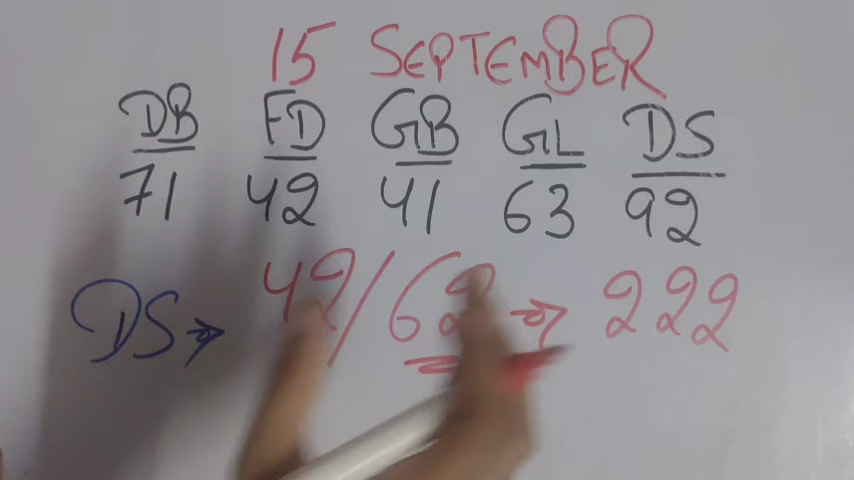 15 SEPTEMBER
DB FD GB GL DS
71 42 41 63 92
DS → 42/62 → 222